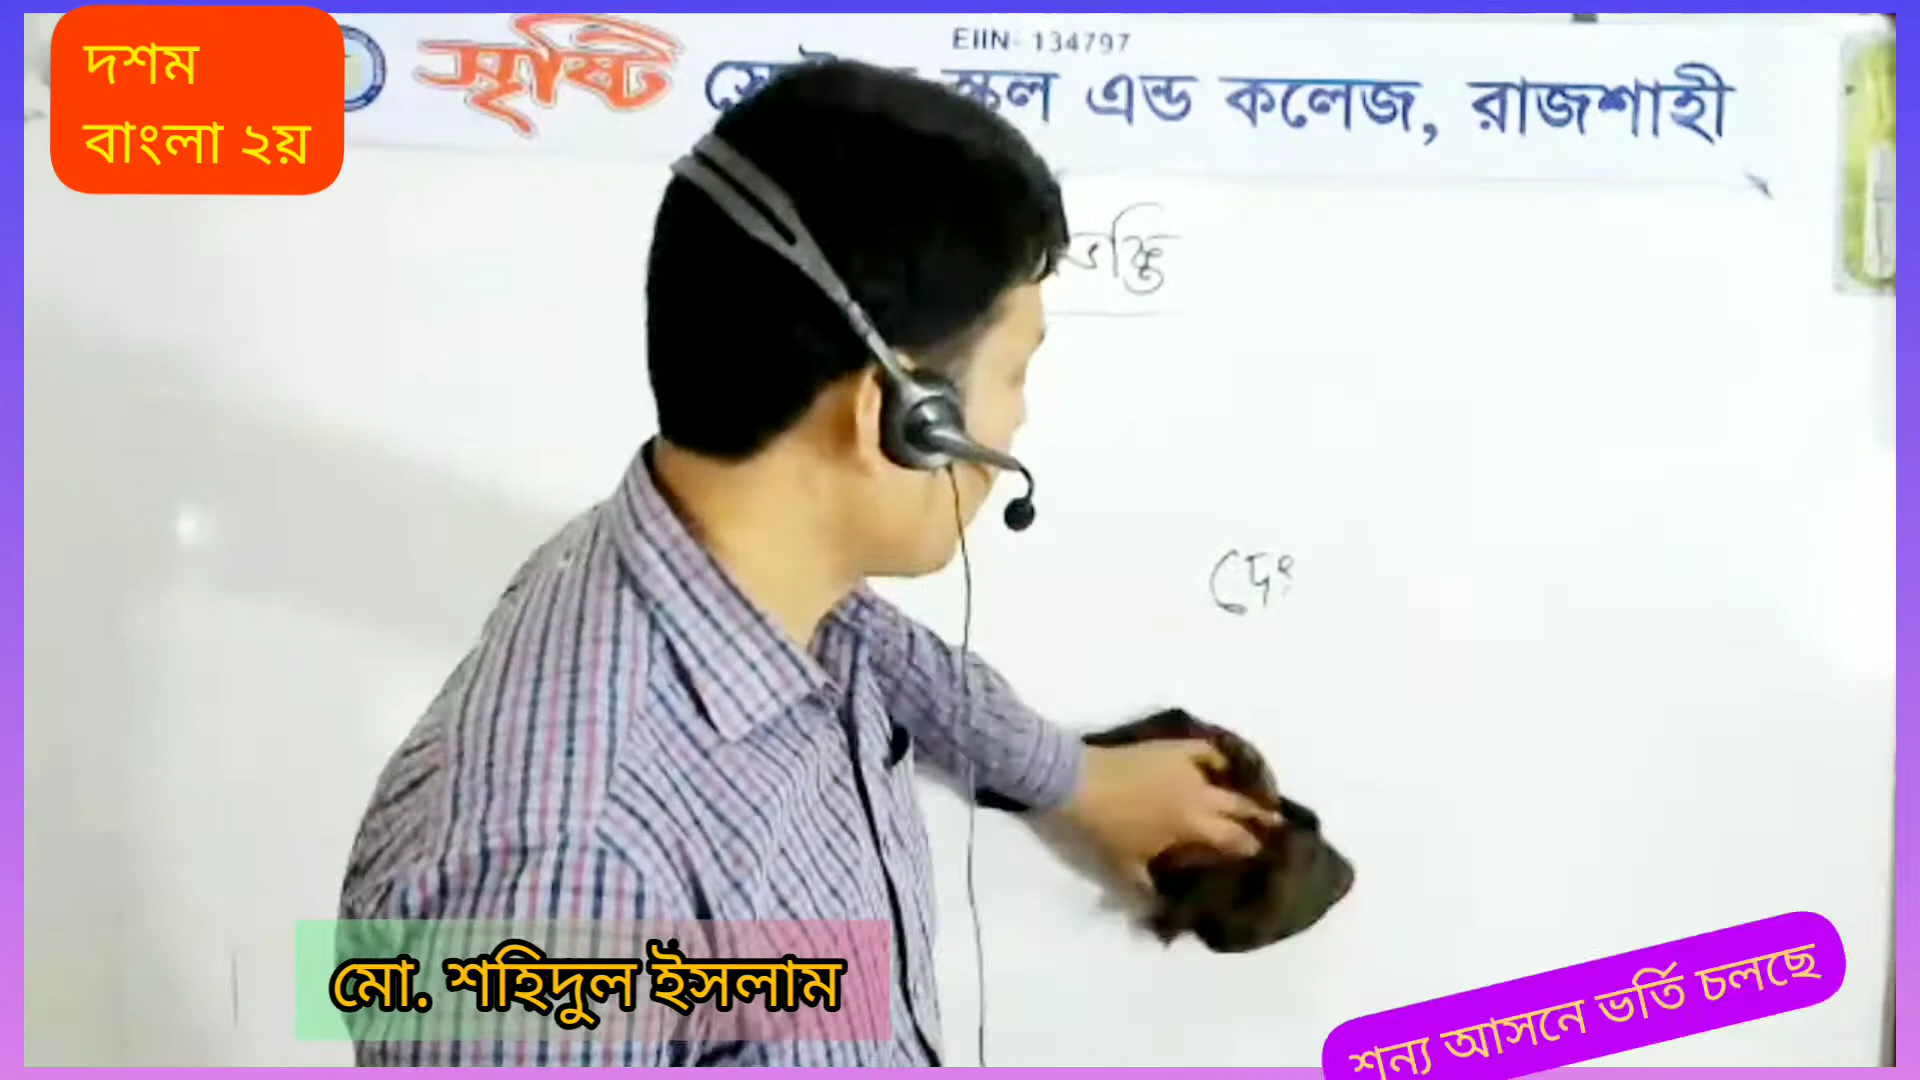 দশম
বাংলা ২য়
EIIN- 134797
সৃষ্টি স্কুল এন্ড কলেজ, রাজশাহী
মো. শহিদুল ইসলাম
শূন্য আসনে ভর্তি চলছে